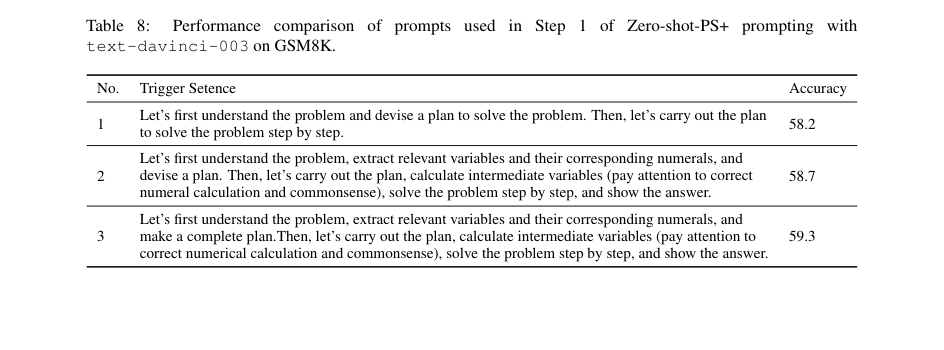 Table 8: Performance comparison of prompts used in Step 1 of Zero-shot-PS+ prompting with
text-davinci-003 on GSM8K.
No. Trigger Setence Accuracy
Let's first understand the problem and devise a plan to solve the problem. Then, let's carry out the plan
1 to solve the problem step by step. 58.2
Let's first understand the problem, extract relevant variables and their corresponding numerals, and
2 devise a plan. Then, let's carry out the plan, calculate intermediate variables (pay attention to correct 58.7
numeral calculation and commonsense), solve the problem step by step, and show the answer.
Let's first understand the problem, extract relevant variables and their corresponding numerals, and
3 make a complete plan.Then, let's carry out the plan, calculate intermediate variables (pay attention to 59.3
correct numerical calculation and commonsense), solve the problem step by step, and show the answer.